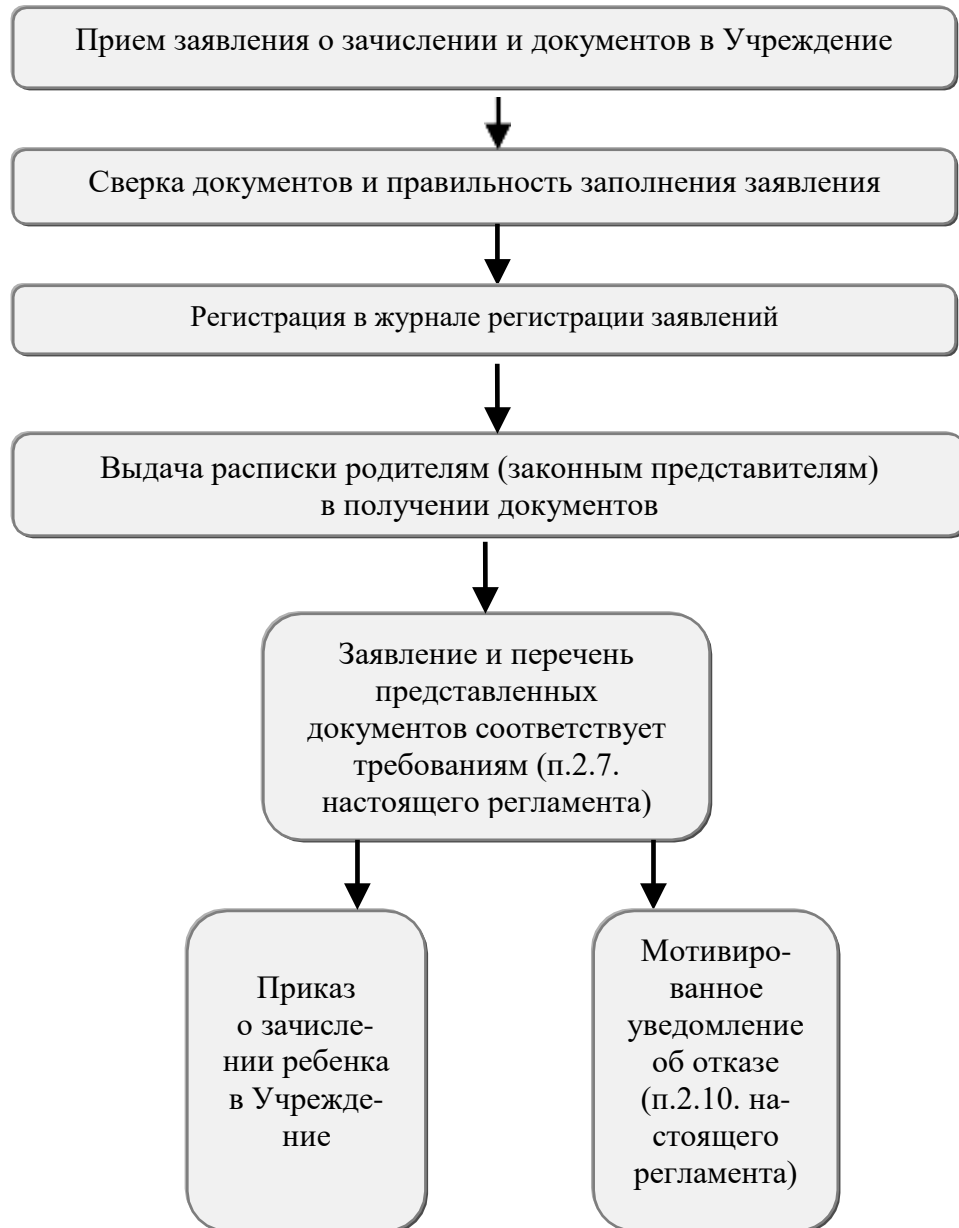 Прием заявления о зачислении и документов в Учреждение
Сверка документов и правильность заполнения заявления
Регистрация в журнале регистрации заявлений
Выдача расписки родителям (законным представителям)
в получении документов
Заявление и перечень
представленных
документов соответствует
требованиям (п.2.7.
настоящего регламента)
Приказ
о зачисле-
нии ребенка
в Учрежде-
ние
Мотивиро-
ванное
уведомление
об отказе
(п.2.10. на-
стоящего
регламента)